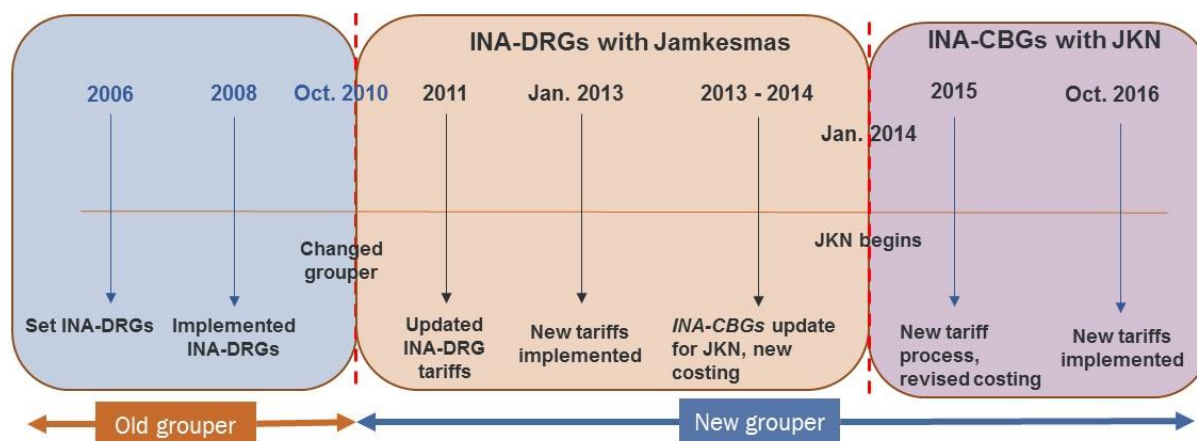 INA-DRGs with Jamkesmas
INA-CBGs with JKN
2006
2008
Oct. 2010
2011
Jan. 2013
2013 - 2014
Jan. 2014
2015
Oct. 2016
Changed
grouper
JKN begins
Set INA-DRGs
Implemented
INA-DRGs
Updated
INA-DRG
tariffs
New tariffs
implemented
INA-CBGs update
for JKN, new
costing
New tariff
process,
revised costing
New tariffs
implemented
Old grouper
New grouper